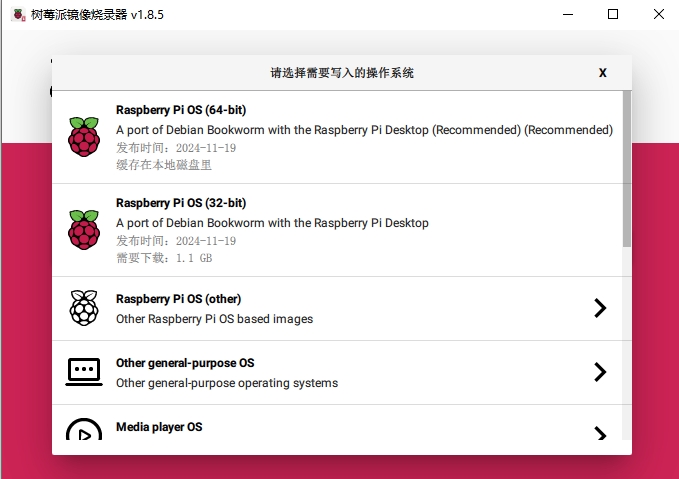 树莓派镜像烧录器 v1.8.5
请选择需要写入的操作系统
X
Raspberry Pi OS (64-bit)
A port of Debian Bookworm with the Raspberry Pi Desktop (Recommended) (Recommended)
发布时间：2024-11-19
缓存在本地磁盘里
Raspberry Pi OS (32-bit)
A port of Debian Bookworm with the Raspberry Pi Desktop
发布时间：2024-11-19
需要下载：1.1 GB
Raspberry Pi OS (other)
Other Raspberry Pi OS based images
Other general-purpose OS
Other general-purpose operating systems
Media player OS